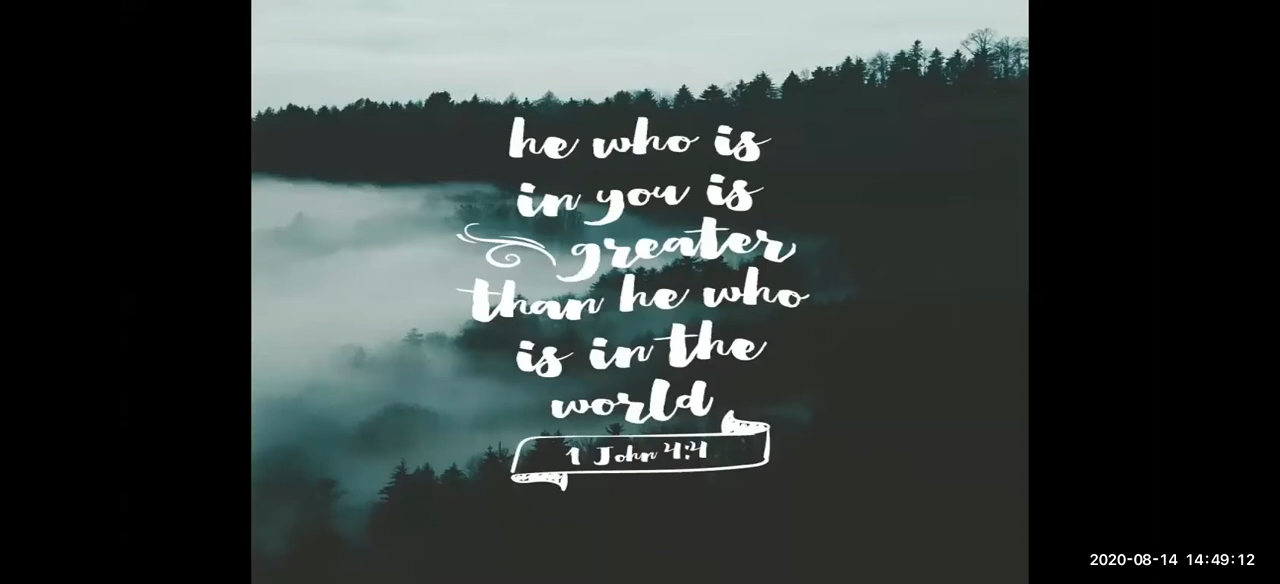 he who is
in you is
greater
than he who
is in the
world
1 John 4:4
2020-08-14 14:49:12